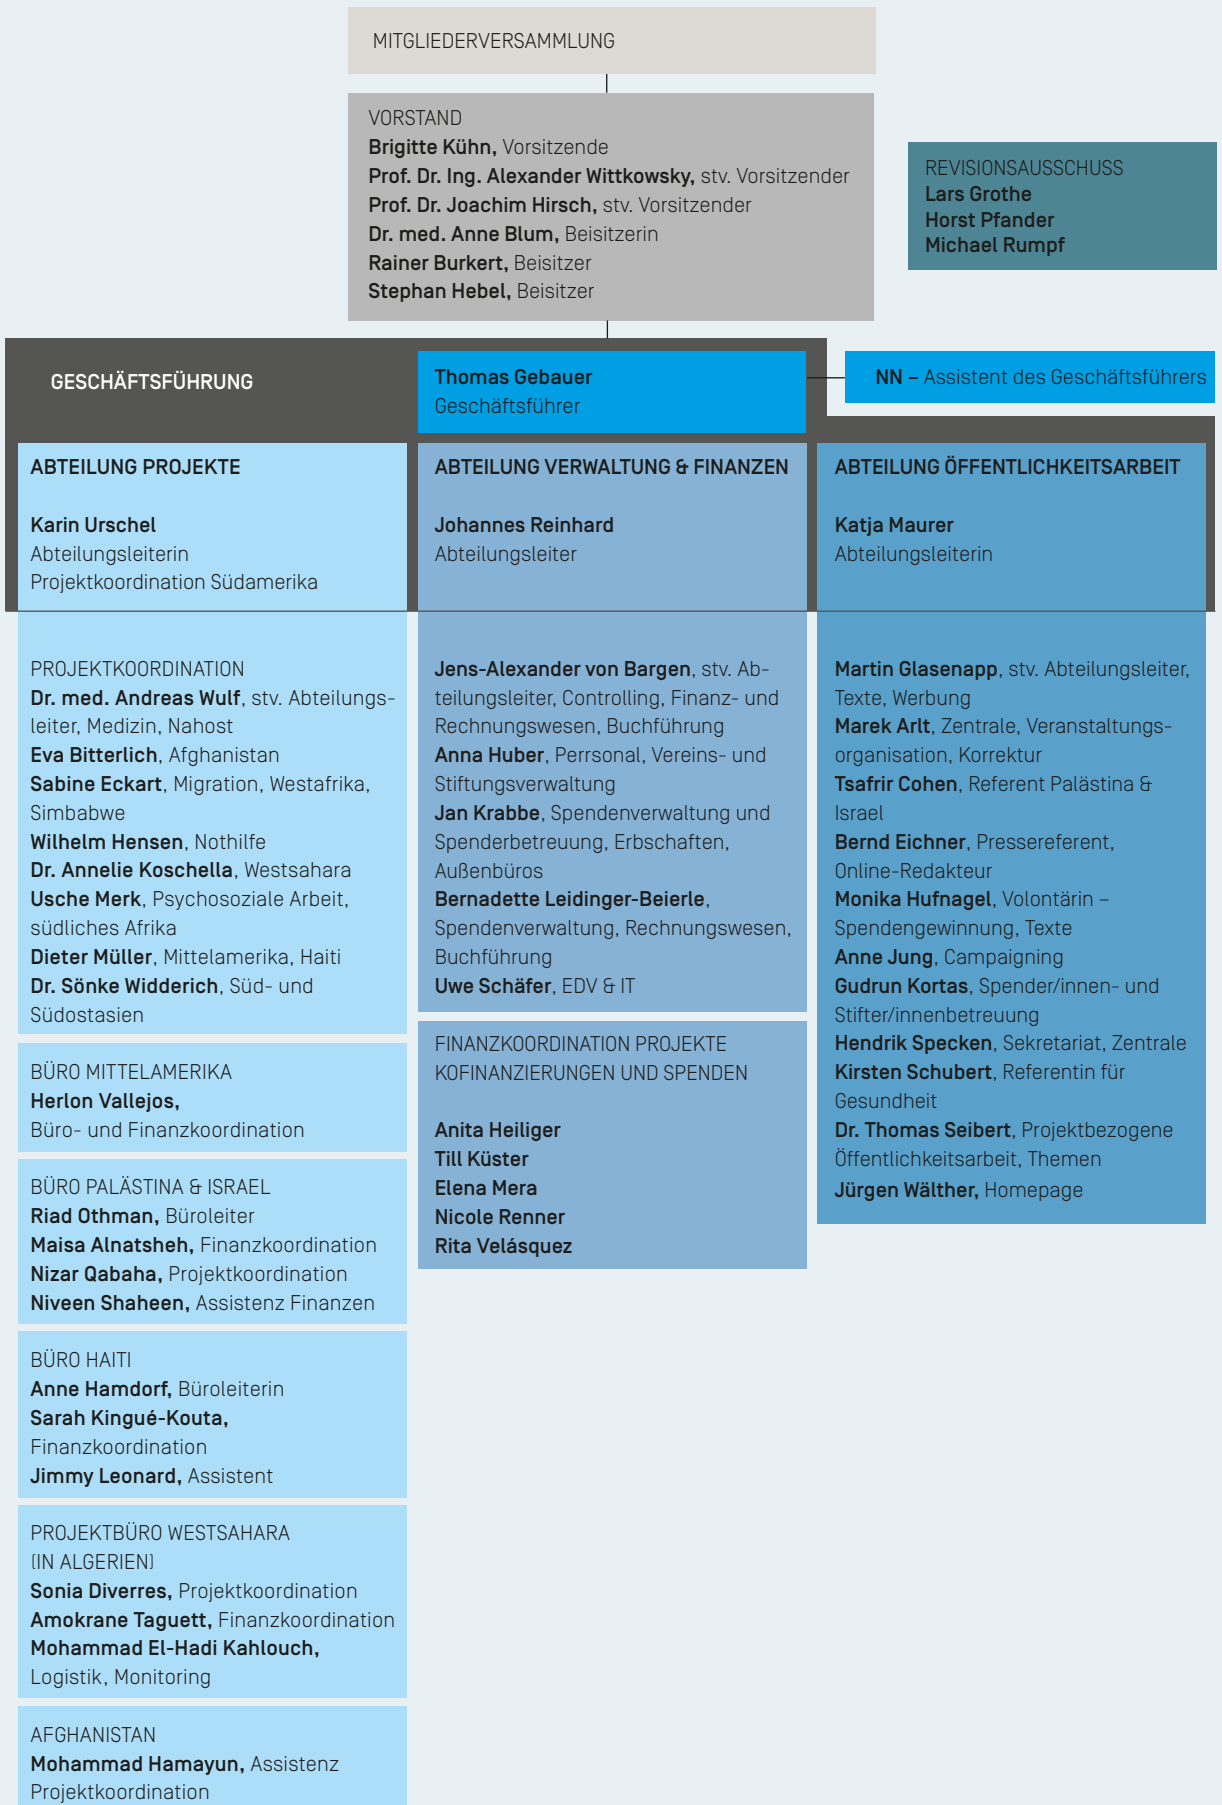 MITGLIEDERVERSAMMLUNG
VORSTAND
Brigitte Kühn, Vorsitzende
Prof. Dr. Ing. Alexander Wittkowsky, stv. Vorsitzender
Prof. Dr. Joachim Hirsch, stv. Vorsitzender
Dr. med. Anne Blum, Beisitzerin
Rainer Burkert, Beisitzer
Stephan Hebel, Beisitzer
REVISIONSAUSSCHUSS
Lars Grothe
Horst Pfander
Michael Rumpf
GESCHÄFTSFÜHRUNG
Thomas Gebauer
Geschäftsführer
NN – Assistent des Geschäftsführers
ABTEILUNG PROJEKTE
Karin Urschel
Abteilungsleiterin
Projektkoordination Südamerika
PROJEKTKOORDINATION
Dr. med. Andreas Wulf, stv. Abteilungs-
leiter, Medizin, Nahost
Eva Bitterlich, Afghanistan
Sabine Eckart, Migration, Westafrika,
Simbabwe
Wilhelm Hensen, Nothilfe
Dr. Annelie Koschella, Westsahara
Usche Merk, Psychosoziale Arbeit,
südliches Afrika
Dieter Müller, Mittelamerika, Haiti
Dr. Sönke Widderich, Süd- und
Südostasien
BÜRO MITTELAMERIKA
Herlon Vallejos,
Büro- und Finanzkoordination
BÜRO PALÄSTINA & ISRAEL
Riad Othman, Büroleiter
Maisa Alnatsheh, Finanzkoordination
Nizar Qabaha, Projektkoordination
Niveen Shaheen, Assistenz Finanzen
BÜRO HAITI
Anne Hamdorf, Büroleiterin
Sarah Kingué-Kouta,
Finanzkoordination
Jimmy Leonard, Assistent
PROJEKTBÜRO WESTSAHARA
(IN ALGERIEN)
Sonia Diverres, Projektkoordination
Amokrane Taguett, Finanzkoordination
Mohammad El-Hadi Kahlouch,
Logistik, Monitoring
AFGHANISTAN
Mohammad Hamayun, Assistenz
Projektkoordination
ABTEILUNG VERWALTUNG & FINANZEN
Johannes Reinhard
Abteilungsleiter
Jens-Alexander von Bargen, stv. Ab-
teilungsleiter, Controlling, Finanz- und
Rechnungswesen, Buchführung
Anna Huber, Perrsonal, Vereins- und
Stiftungsverwaltung
Jan Krabbe, Spendenverwaltung und
Spenderbetreuung, Erbschaften,
Außenbüros
Bernadette Leidinger-Beierle,
Spendenverwaltung, Rechnungswesen,
Buchführung
Uwe Schäfer, EDV & IT
FINANZKOORDINATION PROJEKTE
KOFINANZIERUNGEN UND SPENDEN
Anita Heiliger
Till Küster
Elena Mera
Nicole Renner
Rita Velásquez
ABTEILUNG ÖFFENTLICHKEITSARBEIT
Katja Maurer
Abteilungsleiterin
Martin Glasenapp, stv. Abteilungsleiter,
Texte, Werbung
Marek Arlt, Zentrale, Veranstaltungs-
organisation, Korrektur
Tsafrir Cohen, Referent Palästina &
Israel
Bernd Eichner, Pressereferent,
Online-Redakteur
Monika Hufnagel, Volontärin –
Spendengewinnung, Texte
Anne Jung, Campaigning
Gudrun Kortas, Spender/innen- und
Stifter/innenbetreuung
Hendrik Specken, Sekretariat, Zentrale
Kirsten Schubert, Referentin für
Gesundheit
Dr. Thomas Seibert, Projektbezogene
Öffentlichkeitsarbeit, Themen
Jürgen Wälther, Homepage